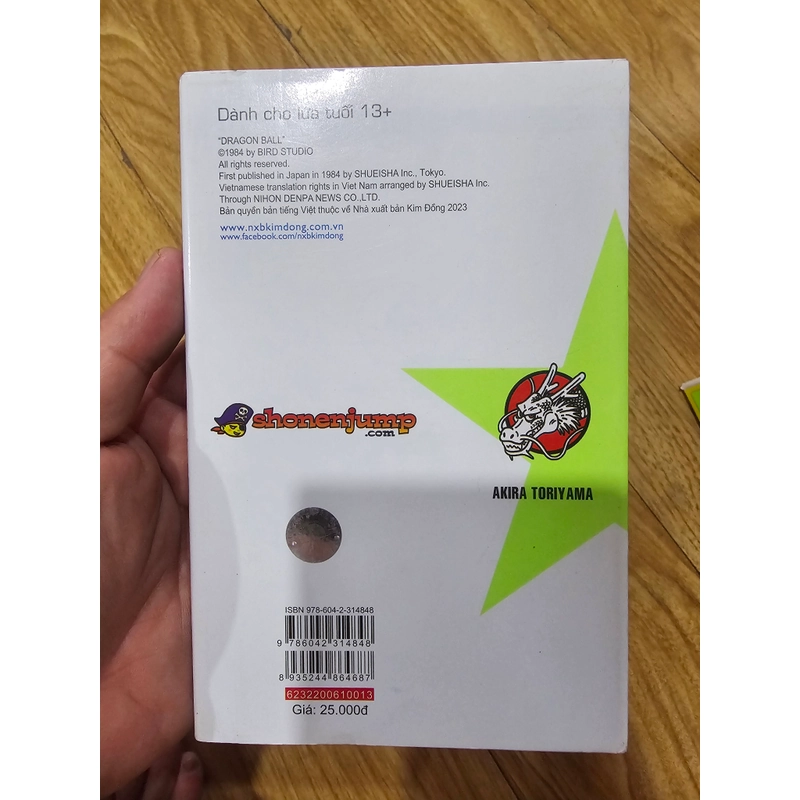 Dành cho lứa tuổi 13+
"DRAGON BALL"
©1984 by BIRD STUDIO
All rights reserved.
First published in Japan in 1984 by SHUEISHA Inc., Tokyo.
Vietnamese translation rights in Viet Nam arranged by SHUEISHA Inc.
Through NIHON DENPA NEWS CO.,LTD.
Bản quyền bản tiếng Việt thuộc về Nhà xuất bản Kim Đồng 2023
www.nxbkimdong.com.vn
www.facebook.com/nxbkimdong
shonenjump
.com
AKIRA TORIYAMA
ISBN 978-604-2-314848
9 786042 314848
8 935244 864687
6232200610013
Giá: 25.000đ